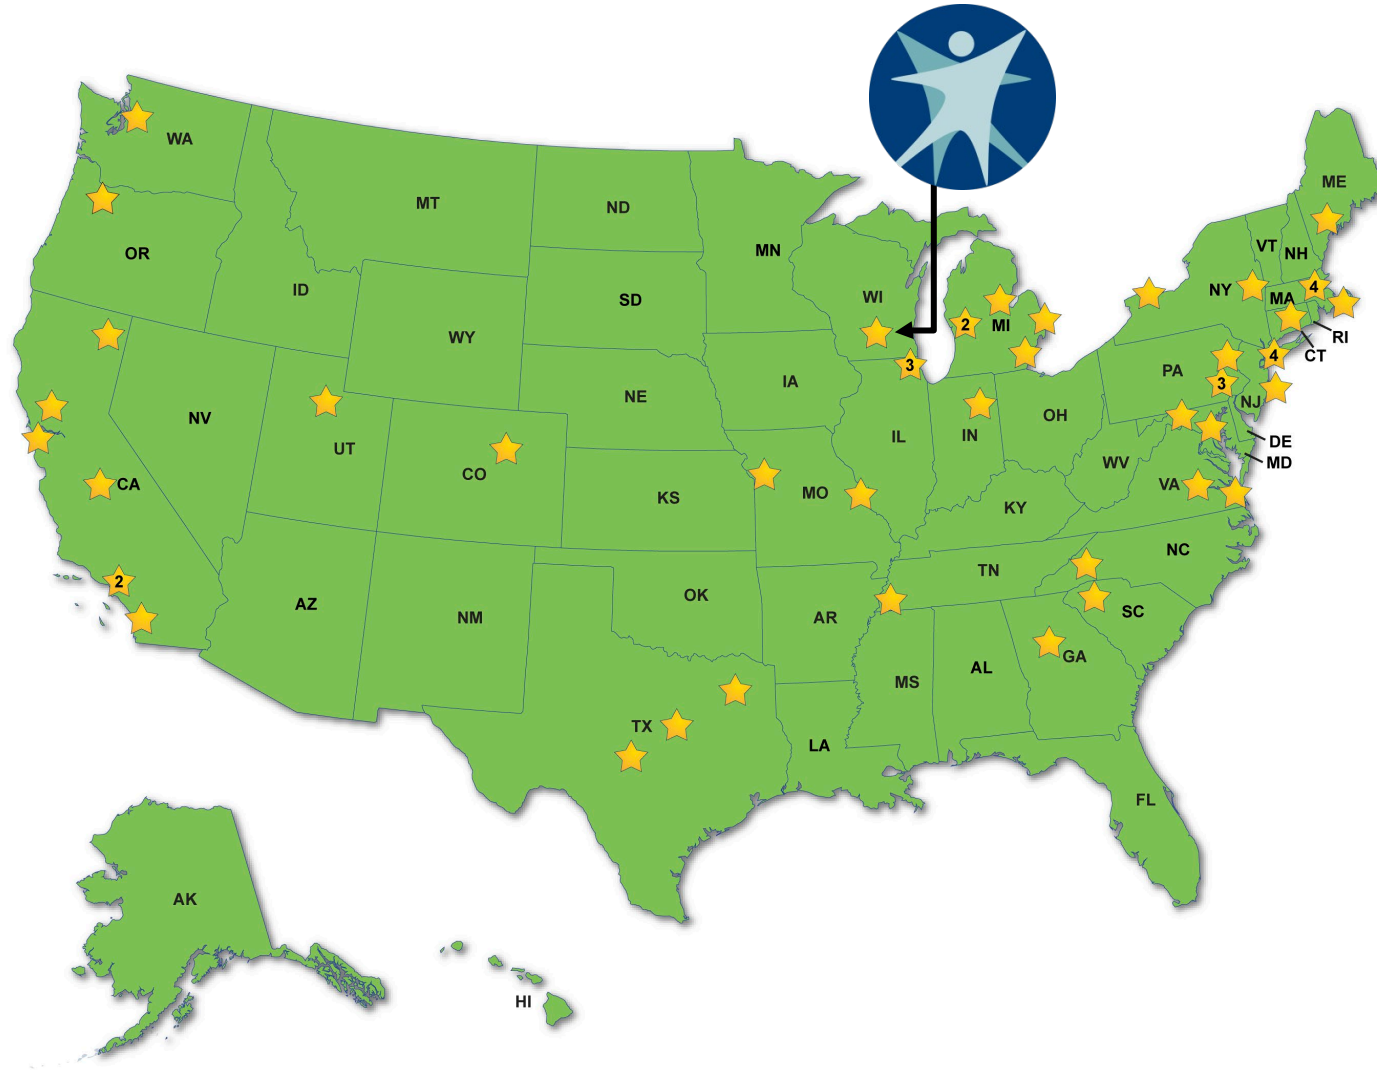 WA
ME
MT
ND
VT
NH
OR
MN
ID
SD
WI
NY
4
MA
2
MI
RI
WY
3
4
CT
PA
IA
NE
3
NJ
NV
OH
UT
IL
IN
DE
CO
WV
MD
CA
KS
MO
VA
KY
NC
TN
2
AZ
OK
NM
AR
SC
GA
AL
MS
TX
LA
FL
AK
HI